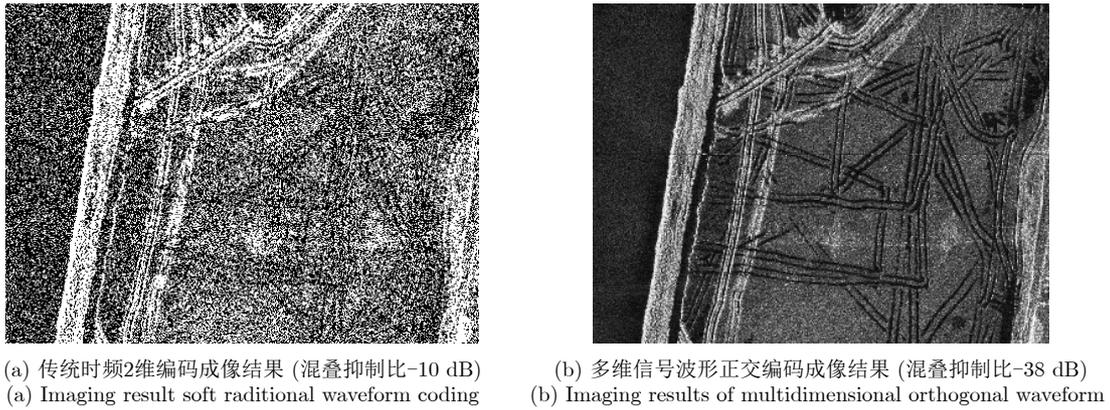 (a) 传统时频2维编码成像结果 (混叠抑制比–10 dB)
(a) Imaging result soft raditional waveform coding
(b) 多维信号波形正交编码成像结果 (混叠抑制比–38 dB)
(b) Imaging results of multidimensional orthogonal waveform